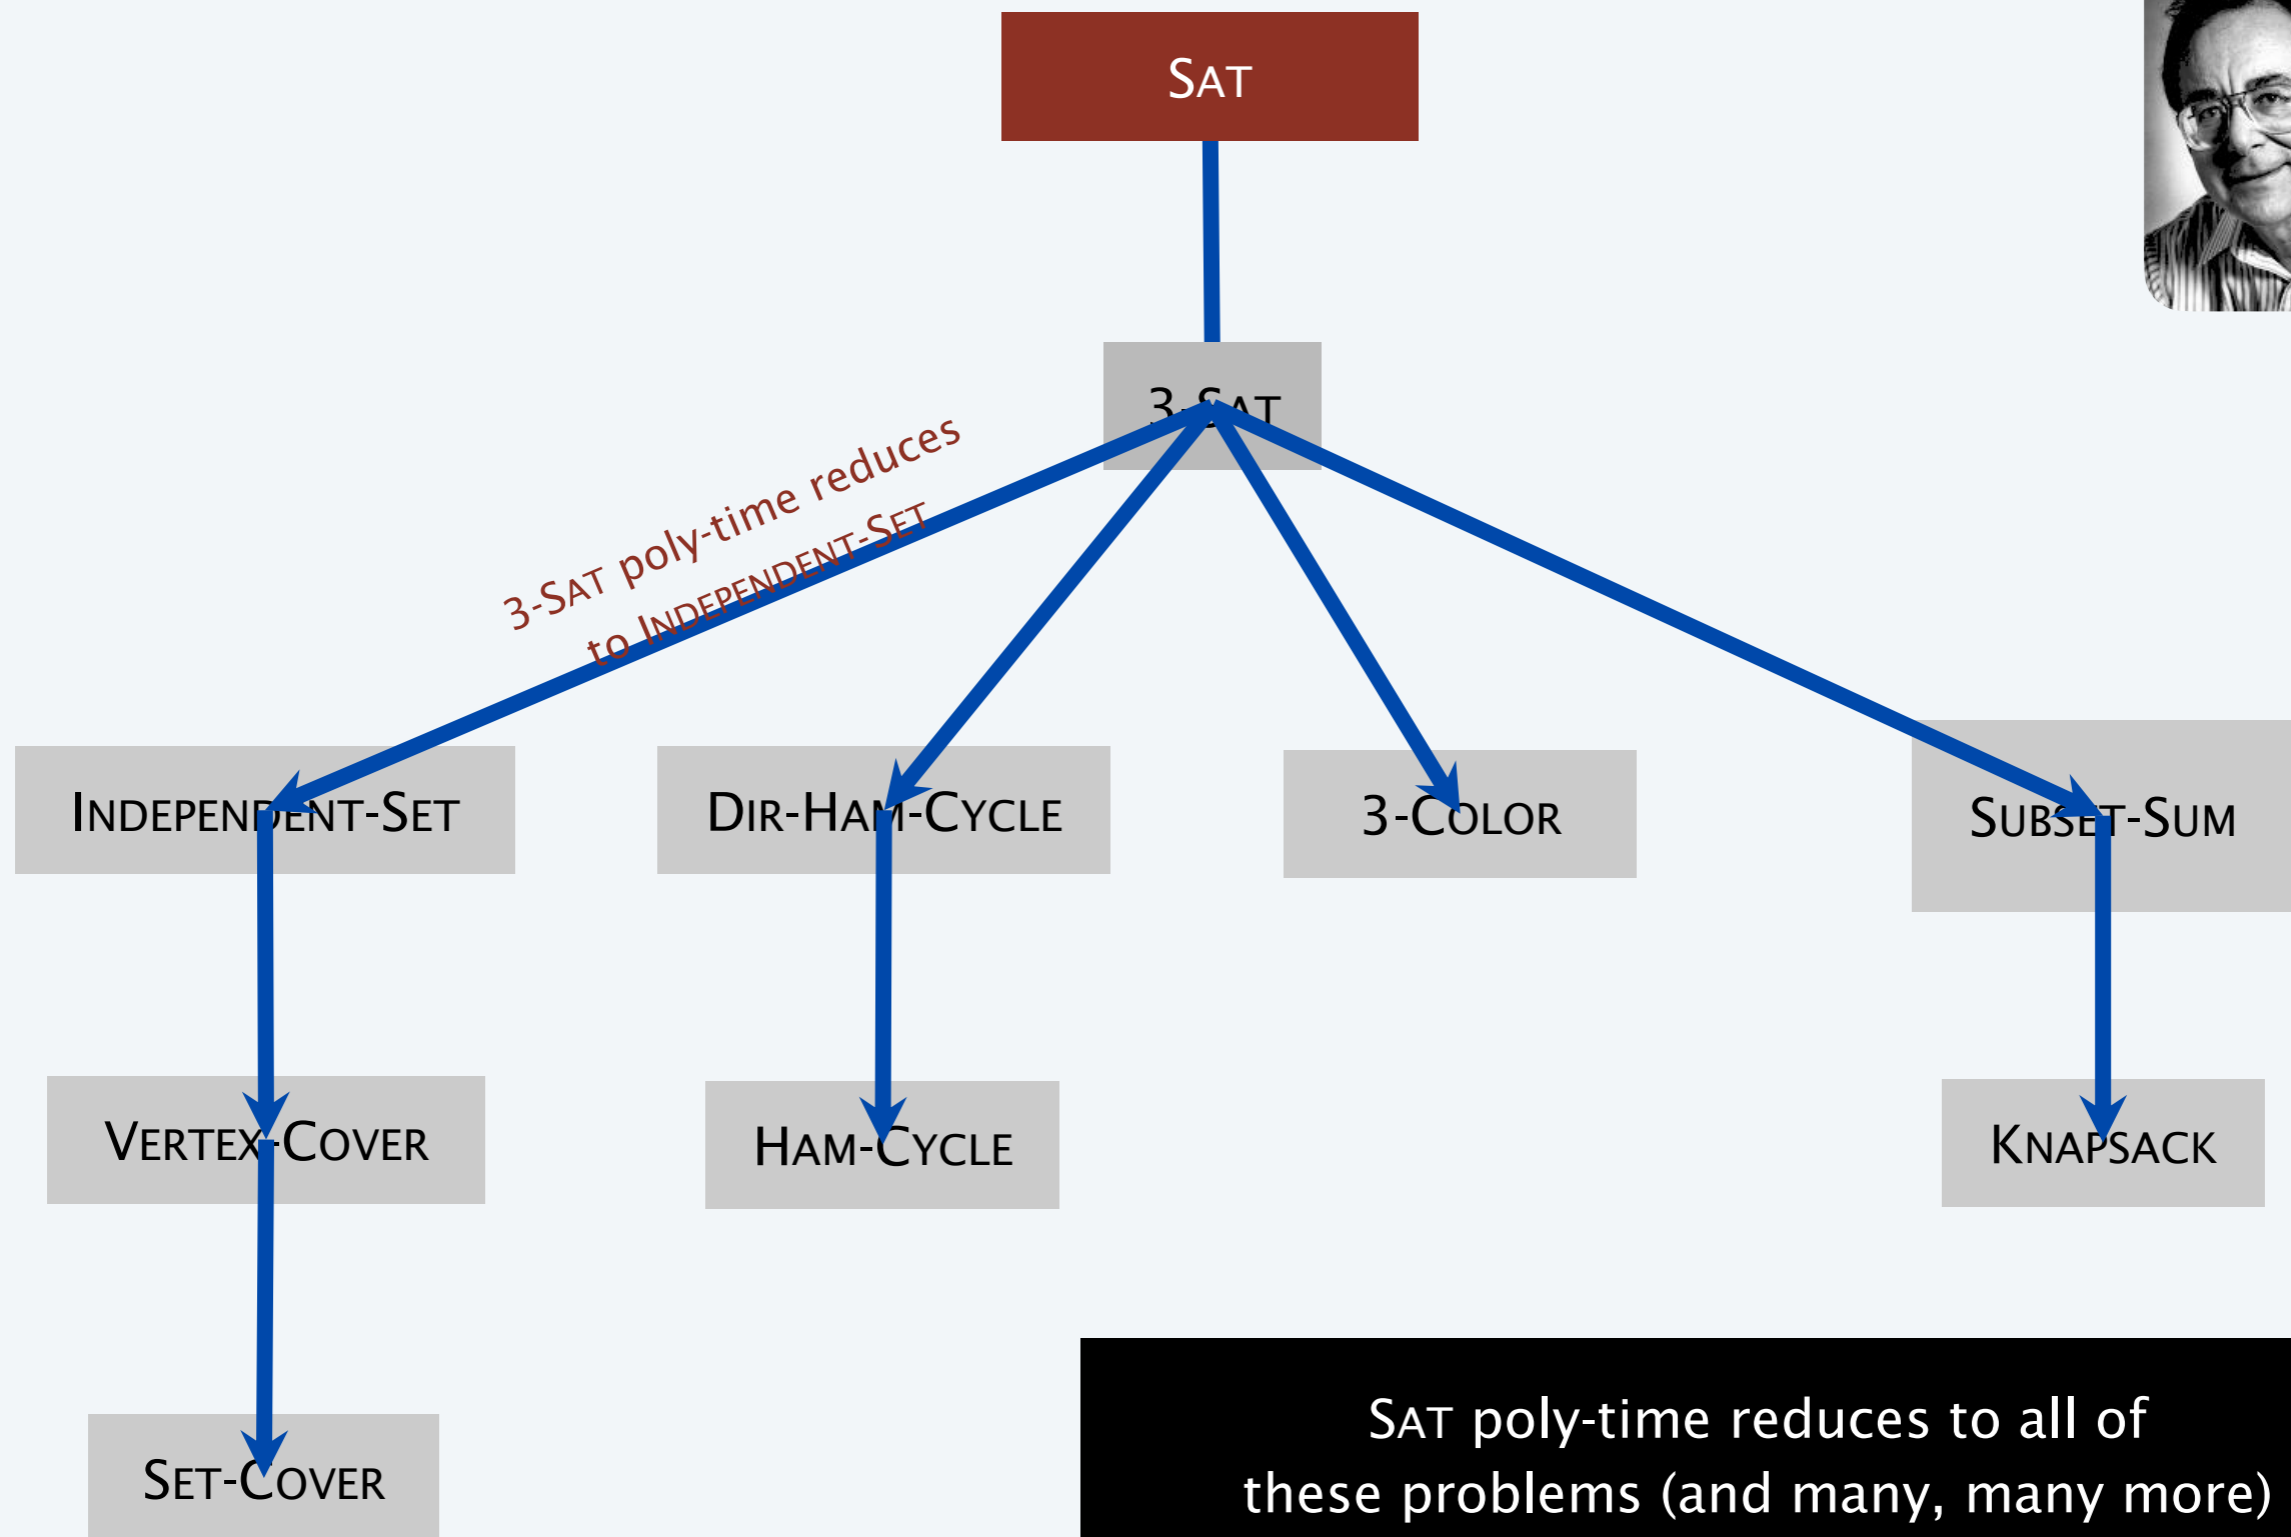 SAT
3-SAT
3-SAT poly-time reduces
to INDEPENDENT-SET
INDEPENDENT-SET
DIR-HAM-CYCLE
3-COLOR
SUBSET-SUM
VERTEX-COVER
HAM-CYCLE
KNAPSACK
SET-COVER
SAT poly-time reduces to all of
these problems (and many, many more)